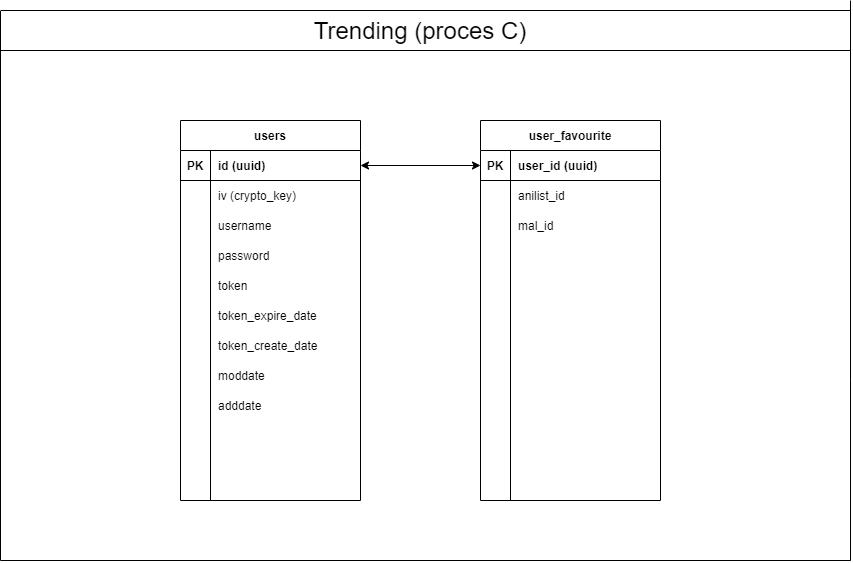 Trending (proces C)
users
PK id (uuid)
iv (crypto_key)
username
password
token
token_expire_date
token_create_date
moddate
adddate
user_favourite
PK user_id (uuid)
anilist_id
mal_id